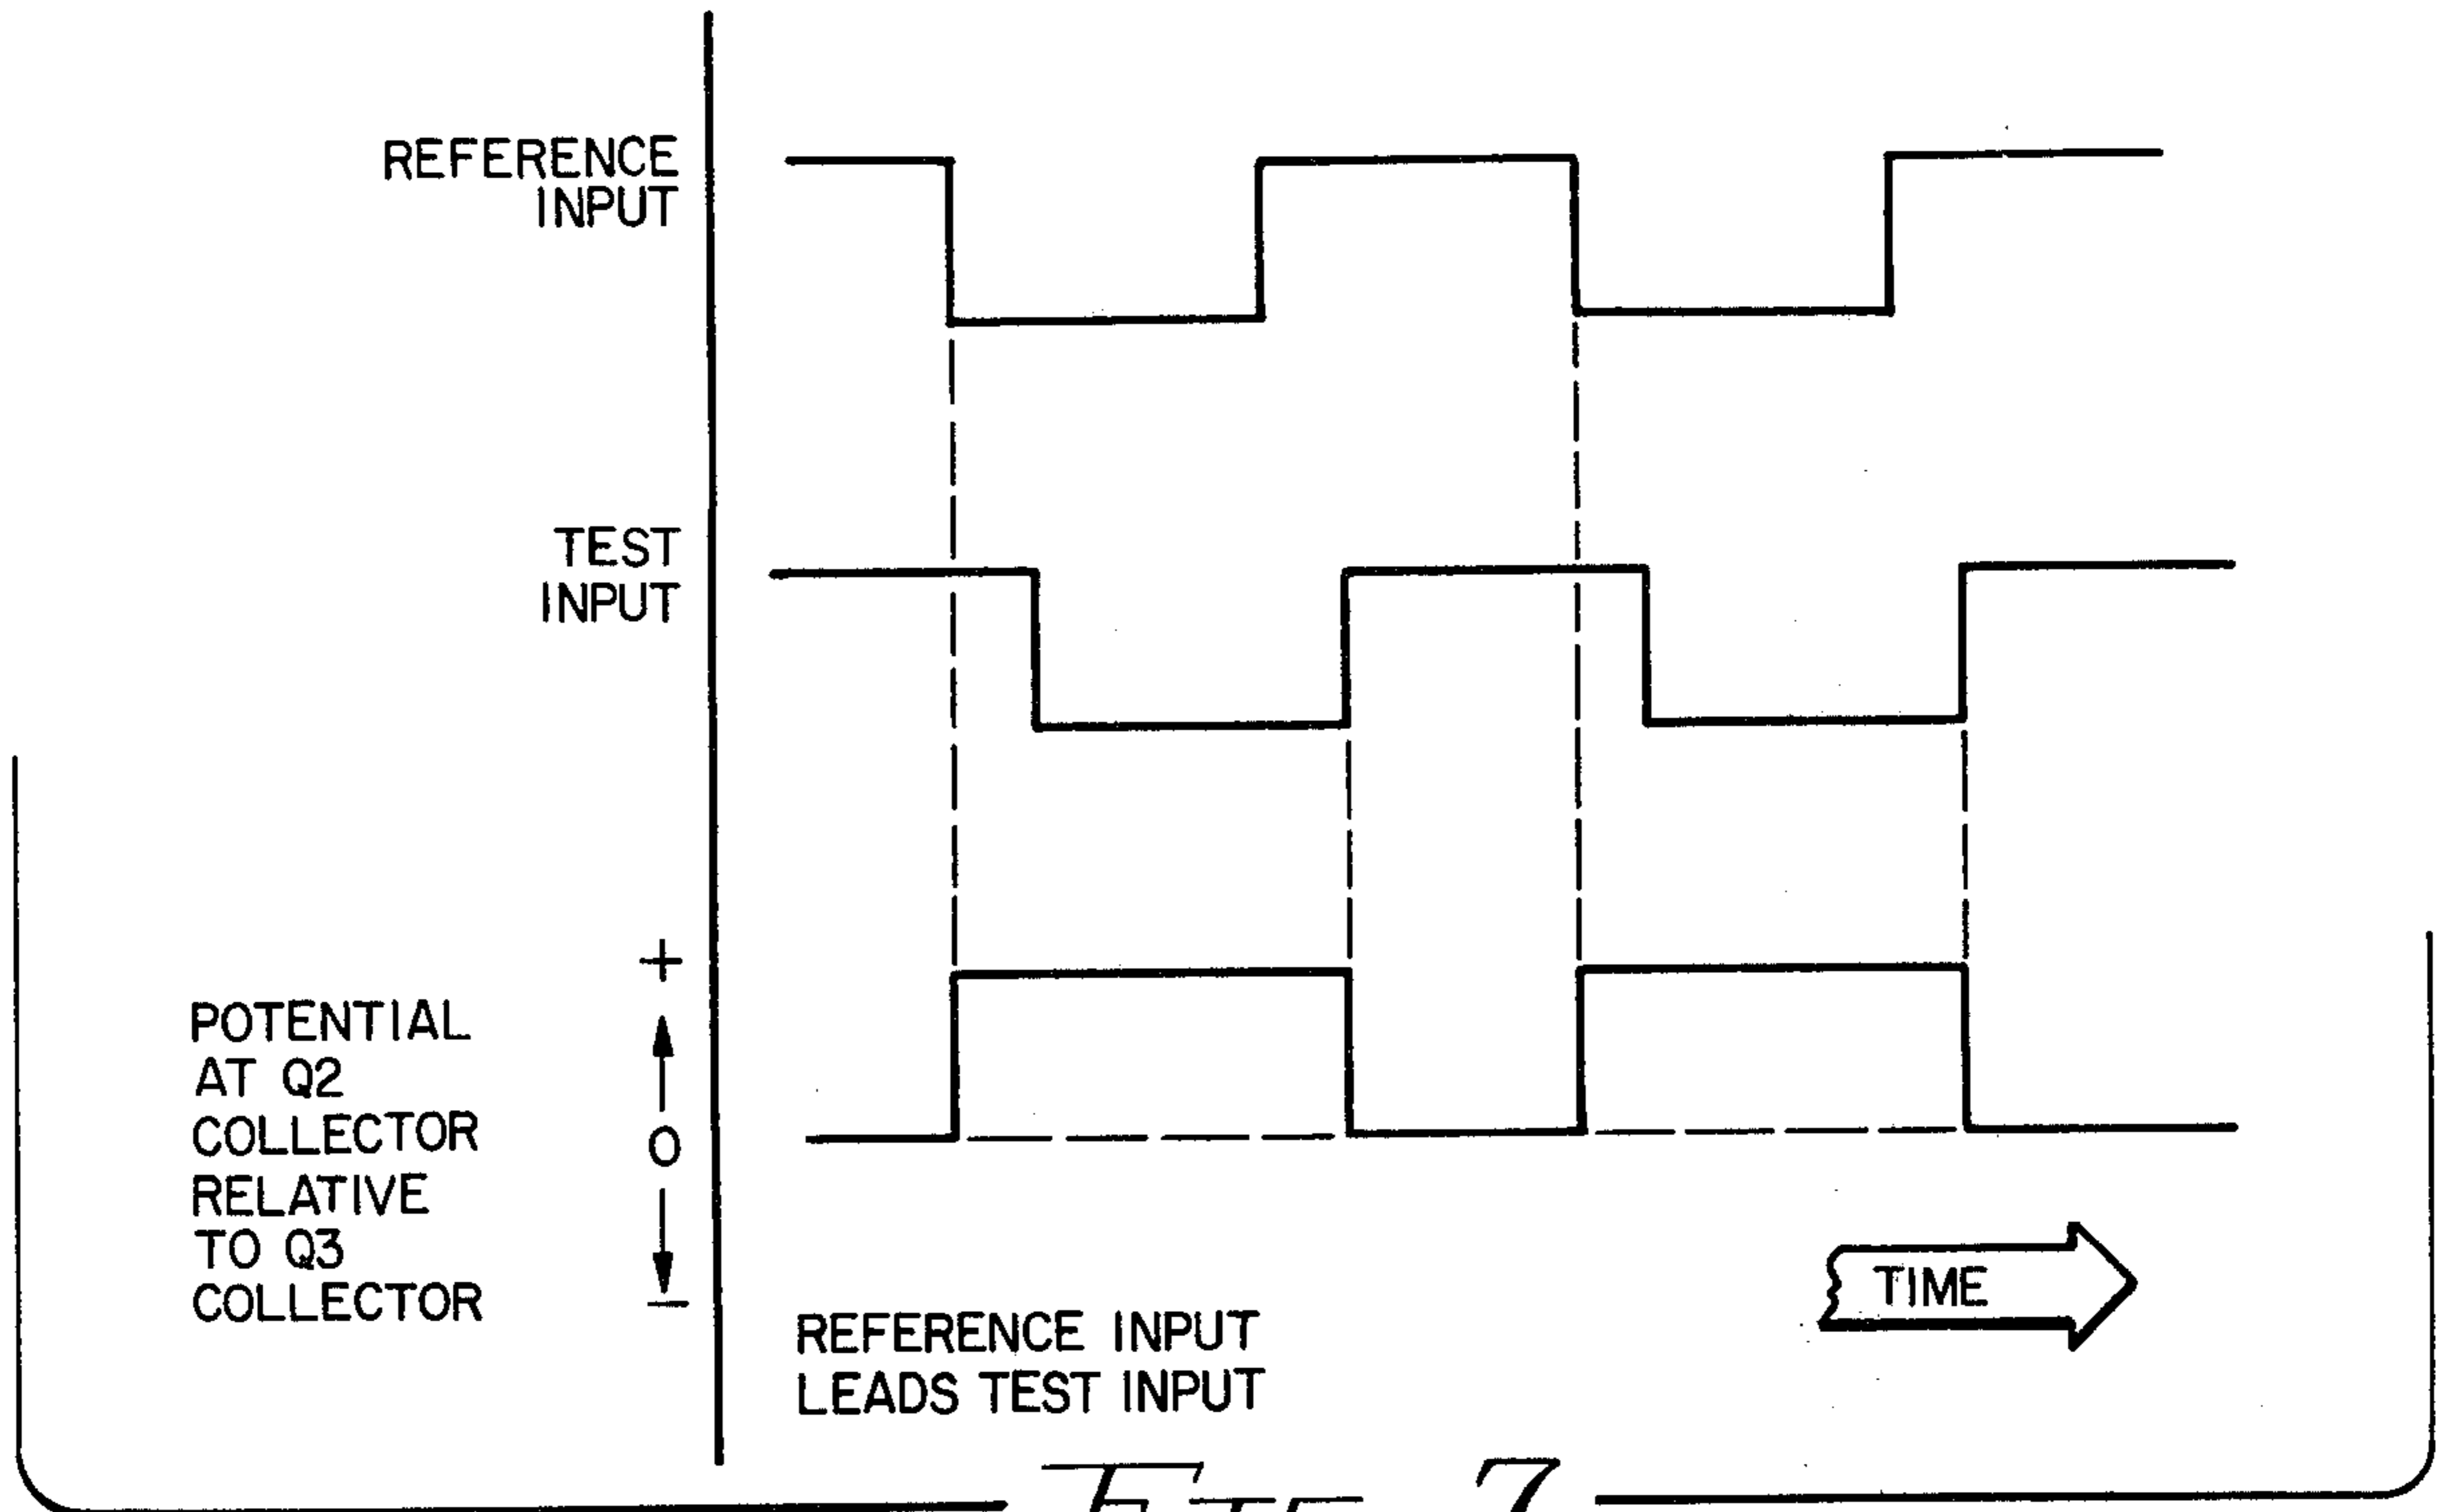 REFERENCE
INPUT
TEST
INPUT
+
POTENTIAL
AT Q2
COLLECTOR
RELATIVE
TO Q3
COLLECTOR
0
−
TIME
REFERENCE INPUT
LEADS TEST INPUT